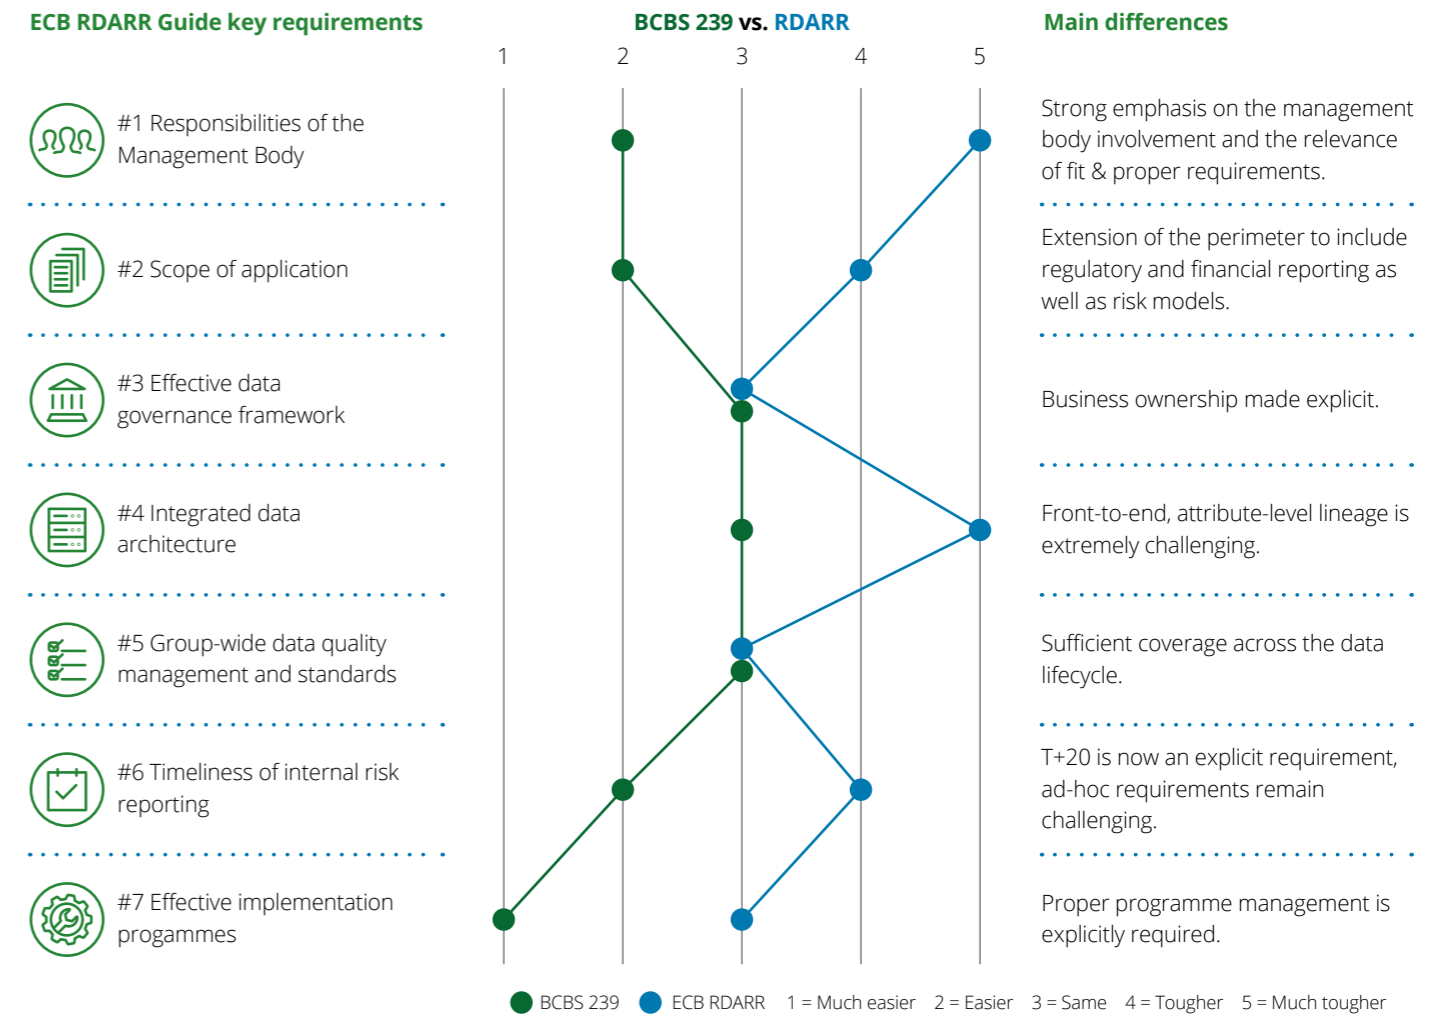 ECB RDARR Guide key requirements
BCBS 239 vs. RDARR
Main differences
1 2 3 4 5
#1 Responsibilities of the
Management Body
Strong emphasis on the management
body involvement and the relevance
of fit & proper requirements.
#2 Scope of application
Extension of the perimeter to include
regulatory and financial reporting as
well as risk models.
#3 Effective data
governance framework
Business ownership made explicit.
#4 Integrated data
architecture
Front-to-end, attribute-level lineage is
extremely challenging.
#5 Group-wide data quality
management and standards
Sufficient coverage across the data
lifecycle.
#6 Timeliness of internal risk
reporting
T+20 is now an explicit requirement,
ad-hoc requirements remain
challenging.
#7 Effective implementation
progammes
Proper programme management is
explicitly required.
BCBS 239 ECB RDARR 1 = Much easier 2 = Easier 3 = Same 4 = Tougher 5 = Much tougher